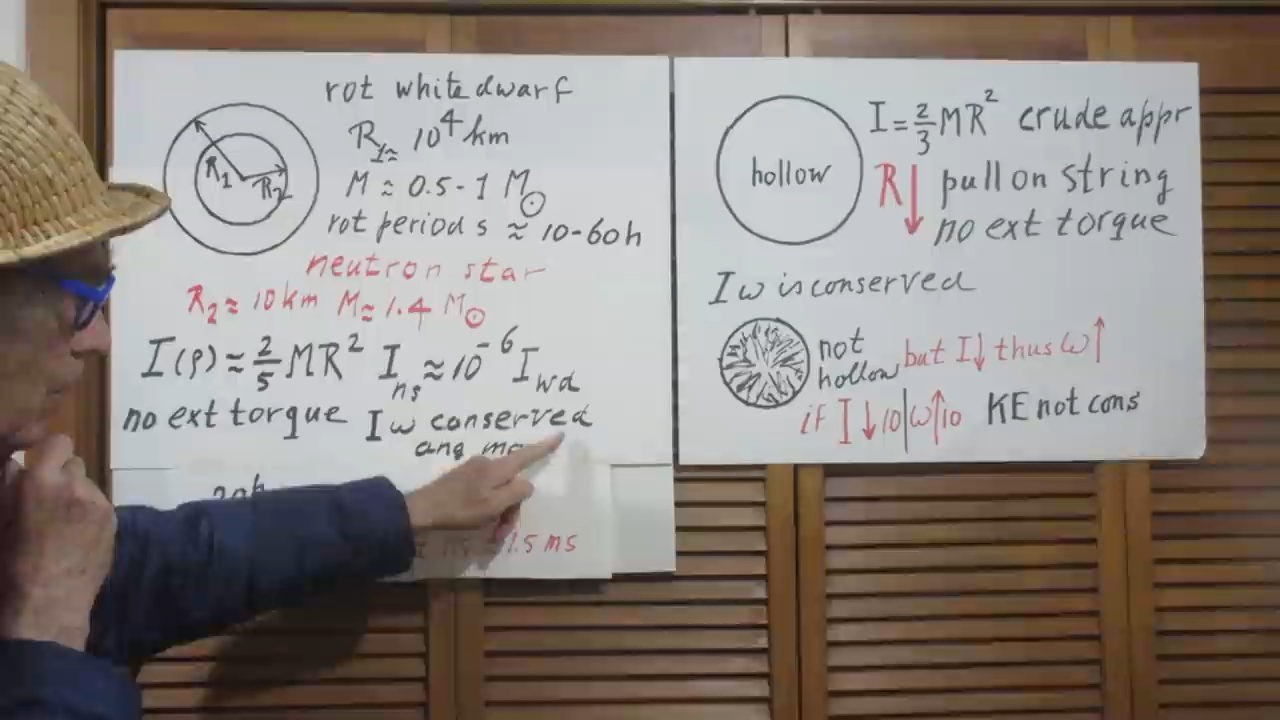 rot white dwarf
R₁ ≈ 10⁴ km
M ≈ 0.5-1 M☉
rot periods ≈ 10-60h
R₁
R₂
neutron star
R₂ ≈ 10 km M ≈ 1.4 M☉
I(ρ) ≈ 2/5 MR² I_ns ≈ 10⁻⁶ I_wd
no ext torque Iω conserved
ang
1.5 ms
hollow
I = 2/3 MR² crude appr
R↓ pull on string
no ext torque
Iω is conserved
not hollow
but I↓ thus ω↑
if I↓10|ω↑10 KE not cons